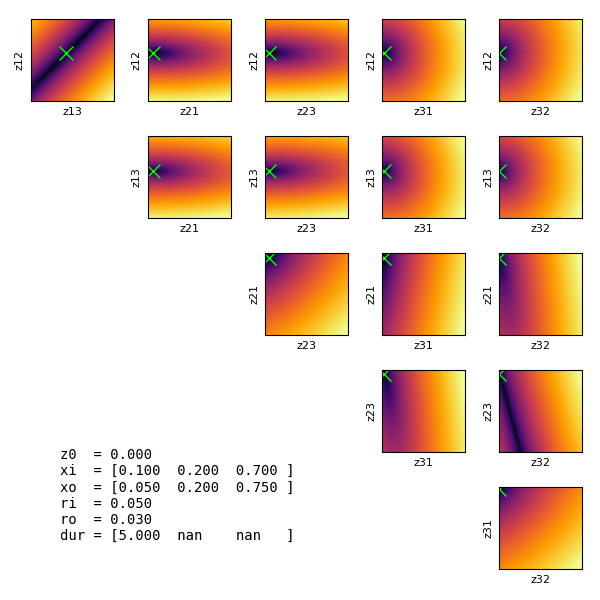 z12 z12 z12 z12 z12
z13 z21 z23 z31 z32
z13 z13 z13 z13
z21 z23 z31 z32
z21 z21 z21
z23 z31 z32
z23 z23
z31 z32
z0 = 0.000
xi = [0.100 0.200 0.700 ]
xo = [0.050 0.200 0.750 ]
ri = 0.050
ro = 0.030
dur = [5.000 nan nan ]
z31
z32